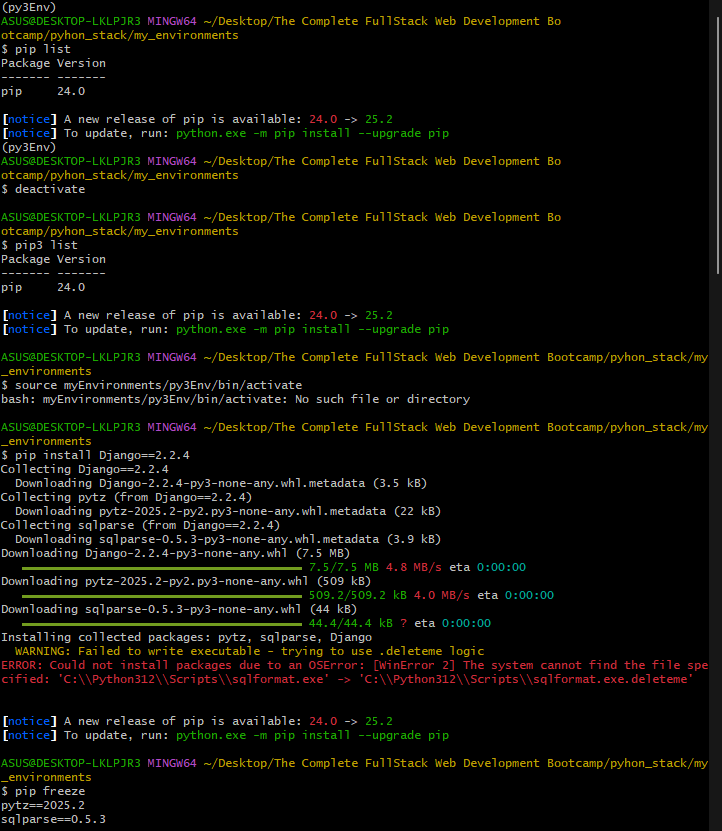 (py3Env)
ASUS@DESKTOP-LKLPJR3 MINGW64 ~/Desktop/The Complete FullStack Web Development Bo
otcamp/pyhon_stack/my_environments
$ pip list
Package Version
------- -------
pip     24.0

[notice] A new release of pip is available: 24.0 -> 25.2
[notice] To update, run: python.exe -m pip install --upgrade pip
(py3Env)
ASUS@DESKTOP-LKLPJR3 MINGW64 ~/Desktop/The Complete FullStack Web Development Bo
otcamp/pyhon_stack/my_environments
$ deactivate

ASUS@DESKTOP-LKLPJR3 MINGW64 ~/Desktop/The Complete FullStack Web Development Bo
otcamp/pyhon_stack/my_environments
$ pip3 list
Package Version
------- -------
pip     24.0

[notice] A new release of pip is available: 24.0 -> 25.2
[notice] To update, run: python.exe -m pip install --upgrade pip

ASUS@DESKTOP-LKLPJR3 MINGW64 ~/Desktop/The Complete FullStack Web Development Bootcamp/pyhon_stack/my
_environments
$ source myEnvironments/py3Env/bin/activate
bash: myEnvironments/py3Env/bin/activate: No such file or directory

ASUS@DESKTOP-LKLPJR3 MINGW64 ~/Desktop/The Complete FullStack Web Development Bootcamp/pyhon_stack/my
_environments
$ pip install Django==2.2.4
Collecting Django==2.2.4
  Downloading Django-2.2.4-py3-none-any.whl.metadata (3.5 kB)
Collecting pytz (from Django==2.2.4)
  Downloading pytz-2025.2-py2.py3-none-any.whl.metadata (22 kB)
Collecting sqlparse (from Django==2.2.4)
  Downloading sqlparse-0.5.3-py3-none-any.whl.metadata (3.9 kB)
Downloading Django-2.2.4-py3-none-any.whl (7.5 MB)
7.5/7.5 MB 4.8 MB/s eta 0:00:00
Downloading pytz-2025.2-py2.py3-none-any.whl (509 kB)
509.2/509.2 kB 4.0 MB/s eta 0:00:00
Downloading sqlparse-0.5.3-py3-none-any.whl (44 kB)
44.4/44.4 kB ? eta 0:00:00
Installing collected packages: pytz, sqlparse, Django
  WARNING: Failed to write executable - trying to use .deleteme logic
ERROR: Could not install packages due to an OSError: [WinError 2] The system cannot find the file spe
cified: 'C:\\Python312\\Scripts\\sqlformat.exe' -> 'C:\\Python312\\Scripts\\sqlformat.exe.deleteme'

[notice] A new release of pip is available: 24.0 -> 25.2
[notice] To update, run: python.exe -m pip install --upgrade pip

ASUS@DESKTOP-LKLPJR3 MINGW64 ~/Desktop/The Complete FullStack Web Development Bootcamp/pyhon_stack/my
_environments
$ pip freeze
pytz==2025.2
sqlparse==0.5.3